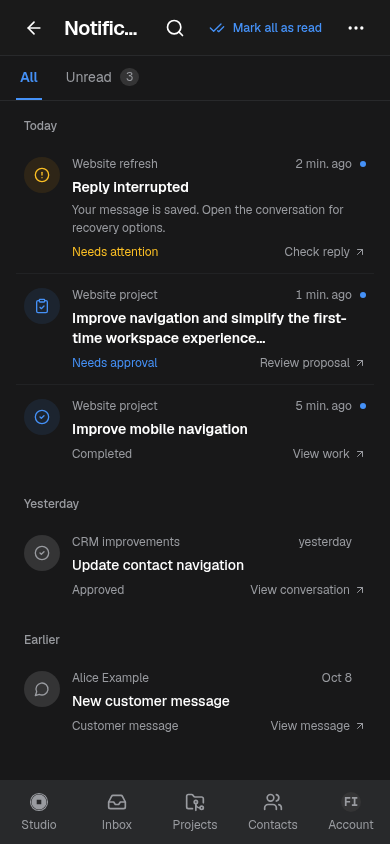 Notific...
Mark all as read
All
Unread 3
Today
Website refresh 2 min. ago
Reply interrupted
Your message is saved. Open the conversation for
recovery options.
Needs attention Check reply
Website project 1 min. ago
Improve navigation and simplify the first-
time workspace experience...
Needs approval Review proposal
Website project 5 min. ago
Improve mobile navigation
Completed View work
Yesterday
CRM improvements yesterday
Update contact navigation
Approved View conversation
Earlier
Alice Example Oct 8
New customer message
Customer message View message
FI
Studio Inbox Projects Contacts Account